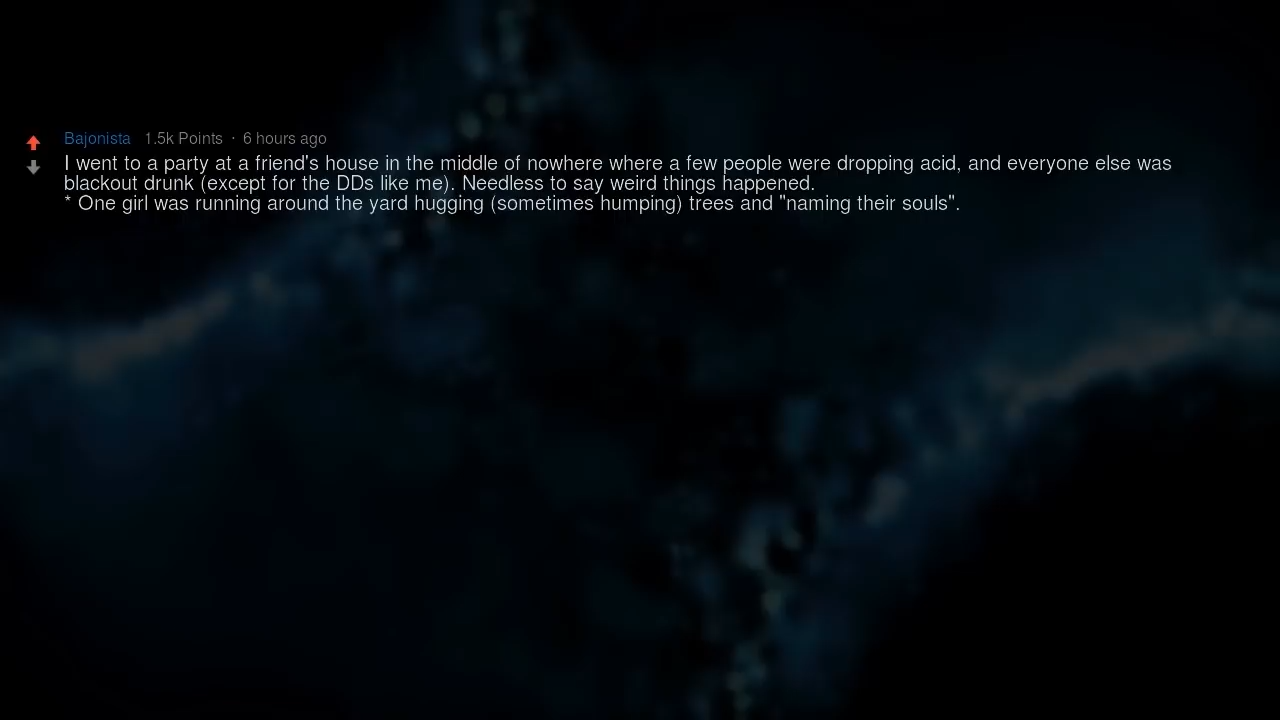 Bajonista 1.5k Points · 6 hours ago
I went to a party at a friend's house in the middle of nowhere where a few people were dropping acid, and everyone else was
blackout drunk (except for the DDs like me). Needless to say weird things happened.
* One girl was running around the yard hugging (sometimes humping) trees and "naming their souls".